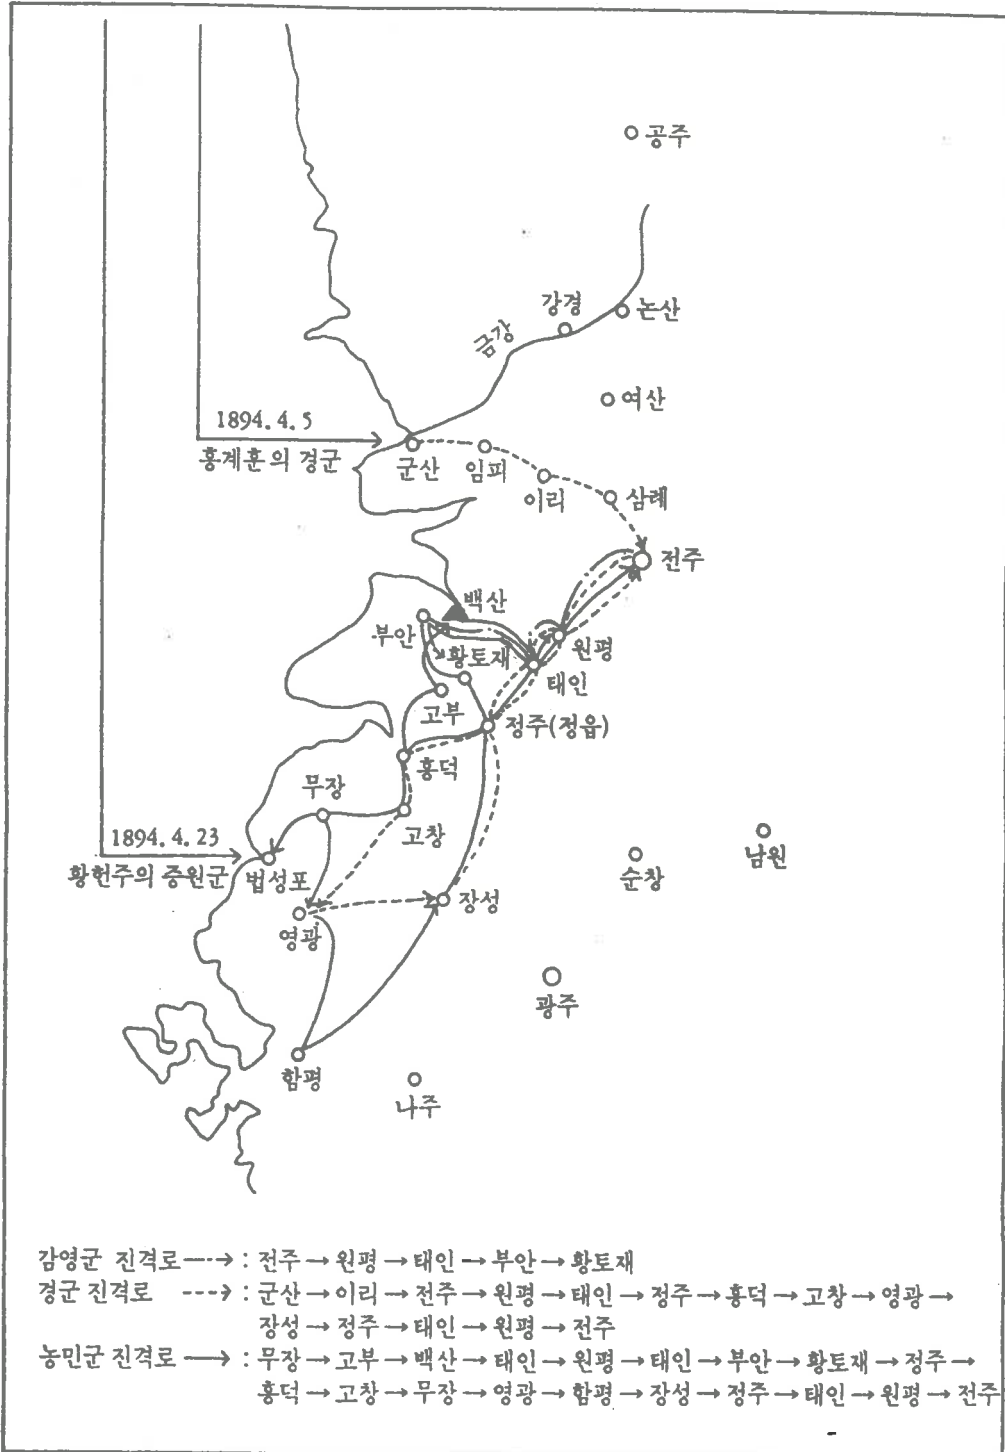 공주
강경
논산
금강
여산
1894.4.5
홍계훈의 경군
군산
임피
이리
삼례
전주
백산
부안
황토재
원평
태인
고부
정주(정읍)
흥덕
무장
고창
1894.4.23
황헌주의 증원군
법성포
남원
순창
장성
영광
광주
함평
나주
감영군 진격로 –·–→ : 전주 → 원평 → 태인 → 부안 → 황토재
경군 진격로 ----→ : 군산 → 이리 → 전주 → 원평 → 태인 → 정주 → 흥덕 → 고창 → 영광 →
장성 → 정주 → 태인 → 원평 → 전주
농민군 진격로 ──→ : 무장 → 고부 → 백산 → 태인 → 원평 → 태인 → 부안 → 황토재 → 정주 →
흥덕 → 고창 → 무장 → 영광 → 함평 → 장성 → 정주 → 태인 → 원평 → 전주